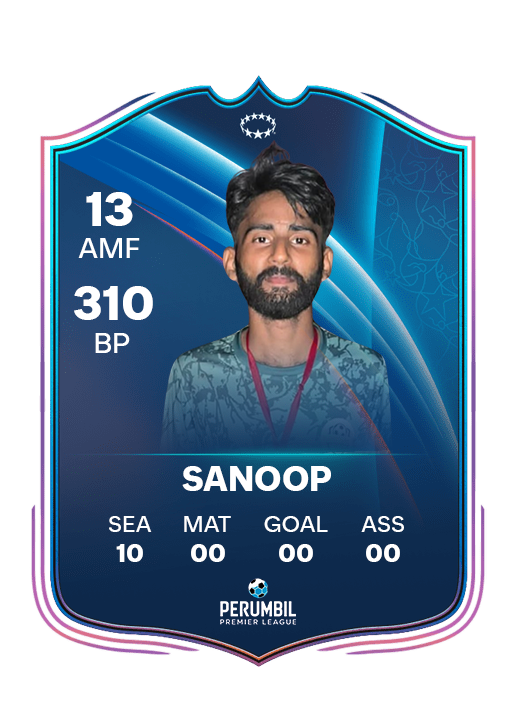 13
AMF
310
BP
SANOOP
SEA MAT GOAL ASS
10 00 00 00
PERUMBIL
PREMIER LEAGUE